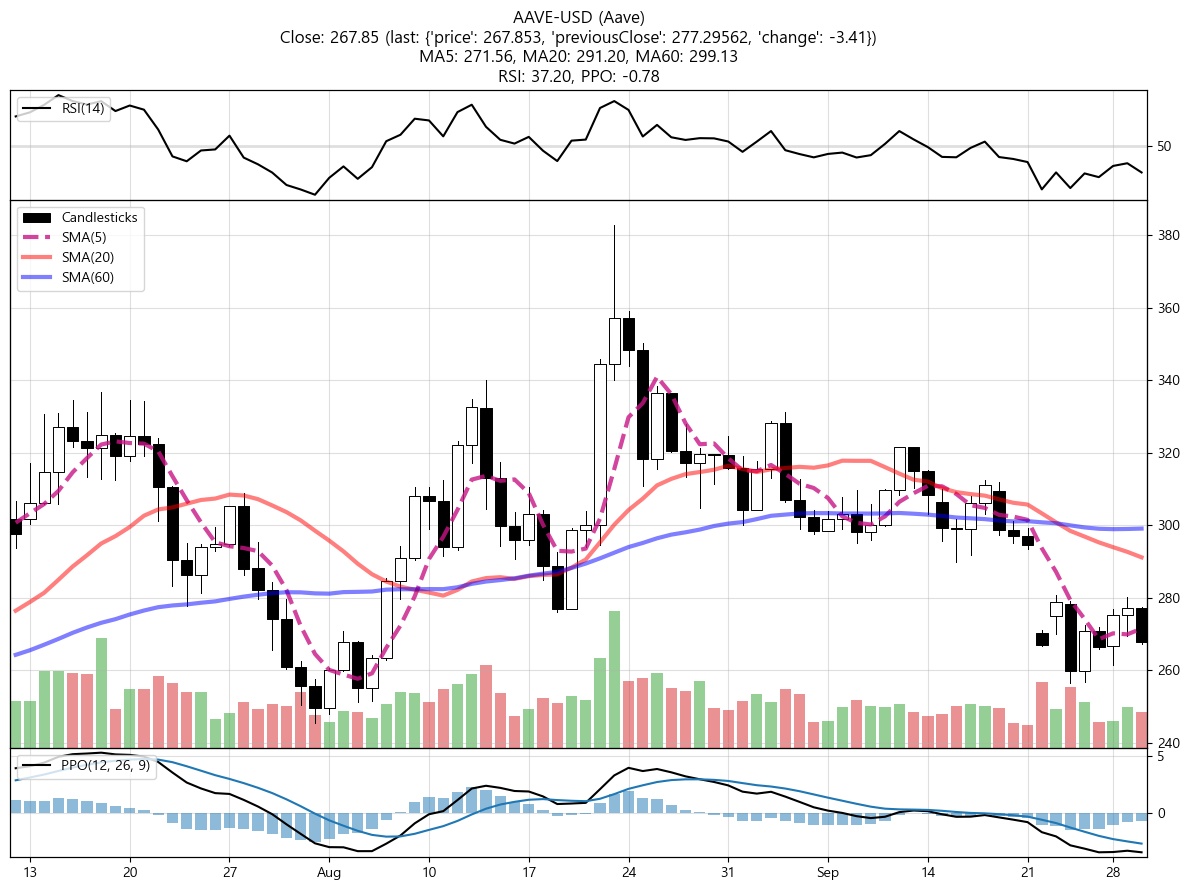 AAVE-USD (Aave)
Close: 267.85 (last: {'price': 267.853, 'previousClose': 277.29562, 'change': -3.41})
MA5: 271.56, MA20: 291.20, MA60: 299.13
RSI: 37.20, PPO: -0.78
RSI(14)
50
Candlesticks
SMA(5)
SMA(20)
SMA(60)
380
360
340
320
300
280
260
240
PPO(12, 26, 9)
5
0
13 20 27 Aug 10 17 24 31 Sep 14 21 28